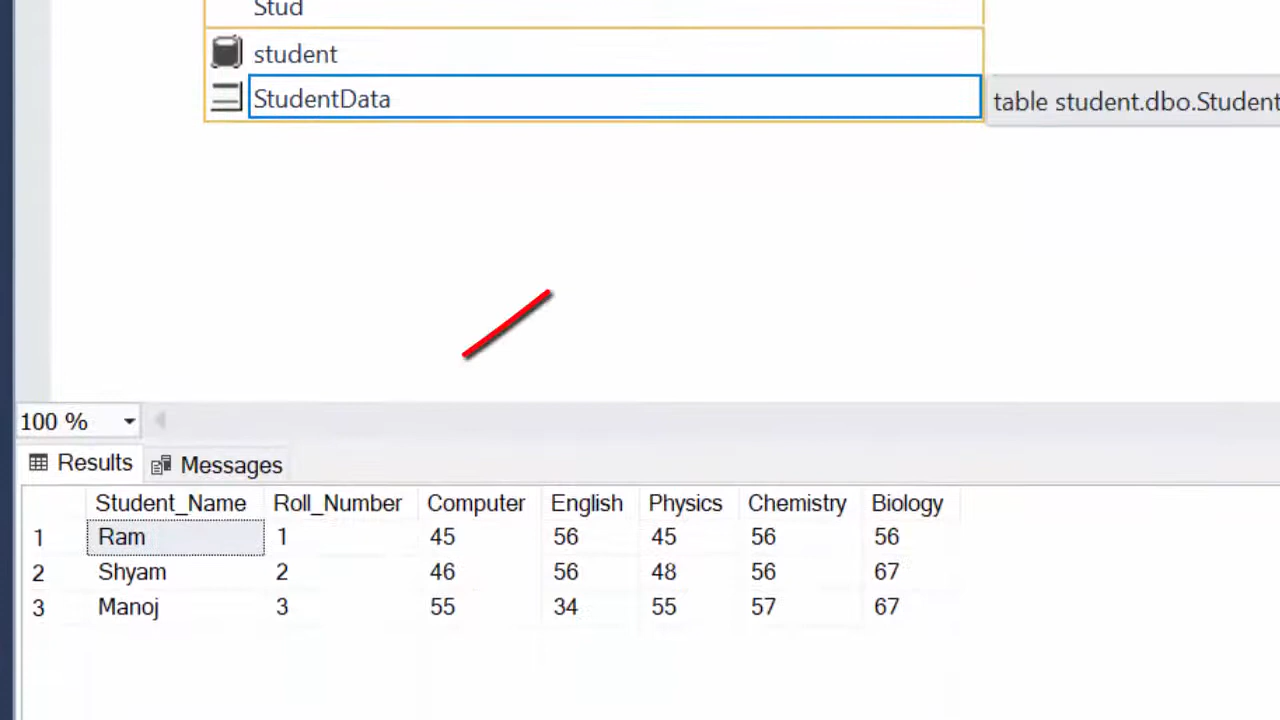 Stud
student
StudentData
table student.dbo.Student
100 %
Results Messages
Student_Name Roll_Number Computer English Physics Chemistry Biology
1 Ram 1 45 56 45 56 56
2 Shyam 2 46 56 48 56 67
3 Manoj 3 55 34 55 57 67